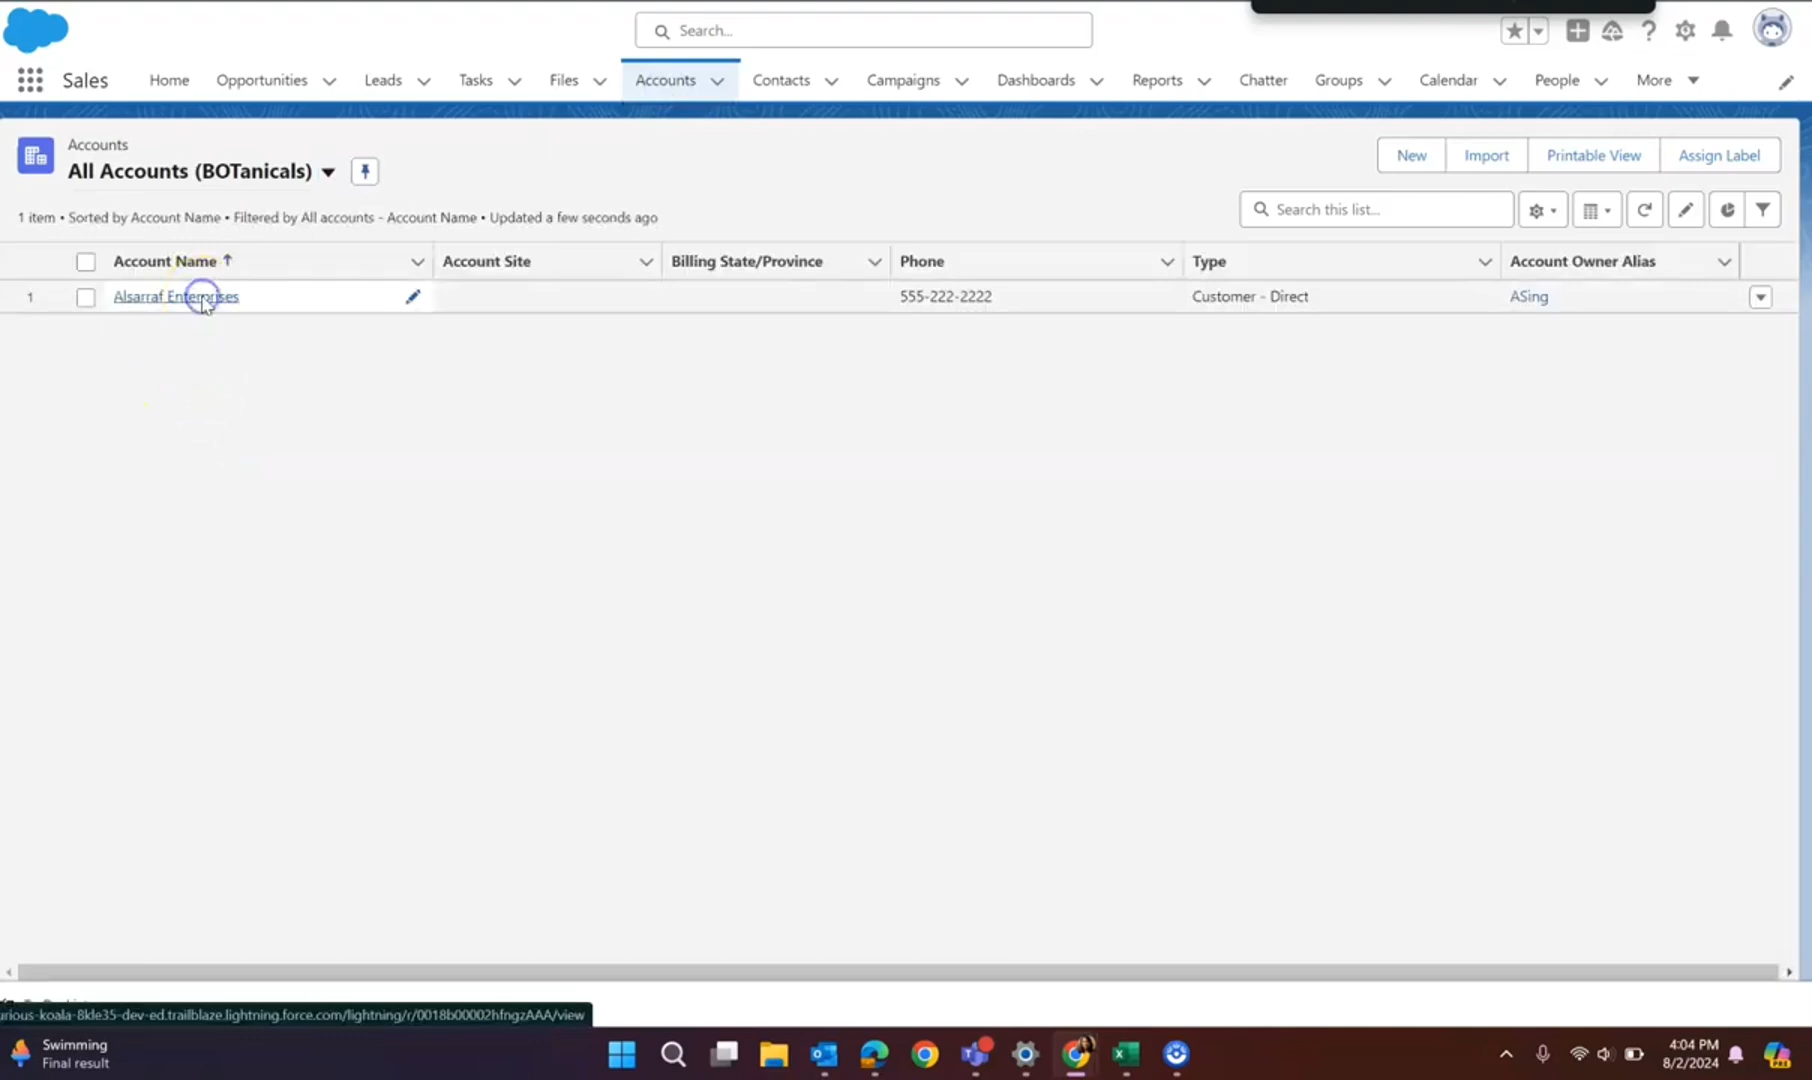 Search...
Sales Home Opportunities Leads Tasks Files Accounts Contacts Campaigns Dashboards Reports Chatter Groups Calendar People More
Accounts
All Accounts (BOTanicals)
New Import Printable View Assign Label
1 item • Sorted by Account Name • Filtered by All accounts - Account Name • Updated a few seconds ago
Search this list...
Account Name Account Site Billing State/Province Phone Type Account Owner Alias
1 Alsarraf Enterprises 555-222-2222 Customer - Direct ASing
urious-koala-8kle35-dev-ed.trailblaze.lightning.force.com/lightning/r/0018b00002hfngzAAA/view
Swimming
Final result
4:04 PM
8/2/2024